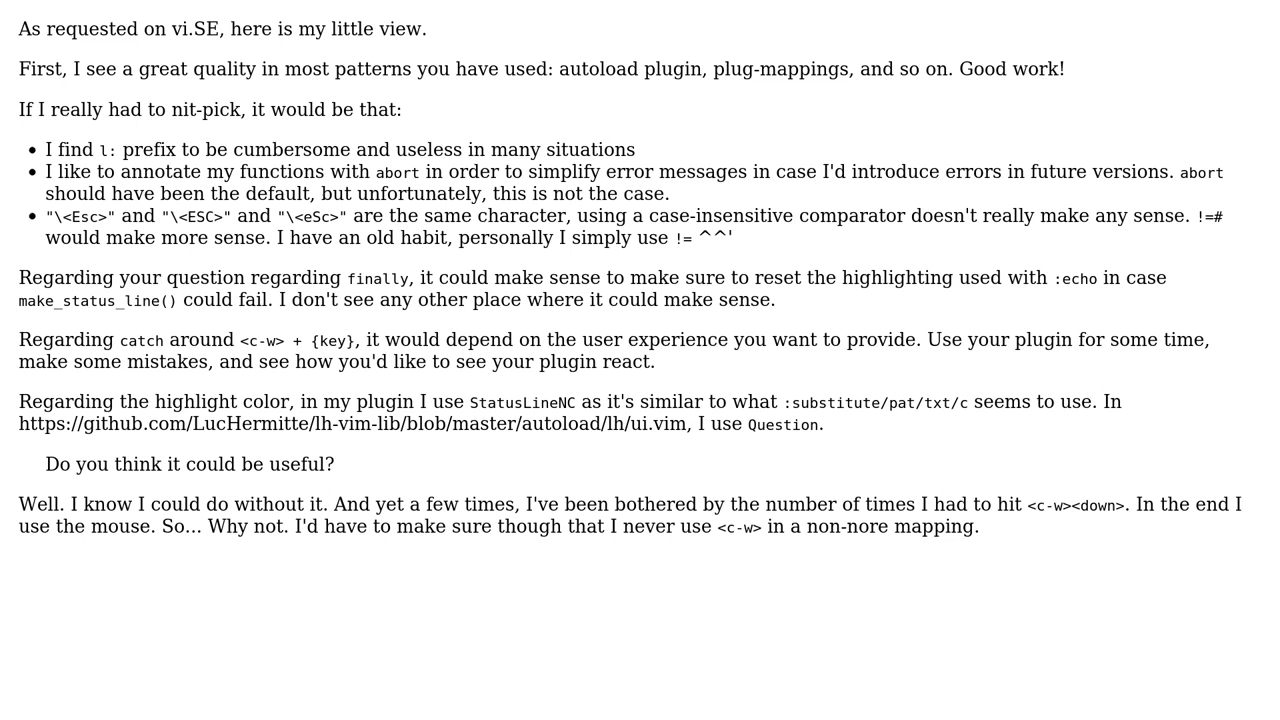 As requested on vi.SE, here is my little view.
First, I see a great quality in most patterns you have used: autoload plugin, plug-mappings, and so on. Good work!
If I really had to nit-pick, it would be that:
• I find l: prefix to be cumbersome and useless in many situations
• I like to annotate my functions with abort in order to simplify error messages in case I'd introduce errors in future versions. abort
should have been the default, but unfortunately, this is not the case.
• "\<Esc>" and "\<ESC>" and "\<eSc>" are the same character, using a case-insensitive comparator doesn't really make any sense. !=#
would make more sense. I have an old habit, personally I simply use != ^^'
Regarding your question regarding finally, it could make sense to make sure to reset the highlighting used with :echo in case
make_status_line() could fail. I don't see any other place where it could make sense.
Regarding catch around <c-w> + {key}, it would depend on the user experience you want to provide. Use your plugin for some time,
make some mistakes, and see how you'd like to see your plugin react.
Regarding the highlight color, in my plugin I use StatusLineNC as it's similar to what :substitute/pat/txt/c seems to use. In
https://github.com/LucHermitte/lh-vim-lib/blob/master/autoload/lh/ui.vim, I use Question.
Do you think it could be useful?
Well. I know I could do without it. And yet a few times, I've been bothered by the number of times I had to hit <c-w><down>. In the end I
use the mouse. So... Why not. I'd have to make sure though that I never use <c-w> in a non-nore mapping.